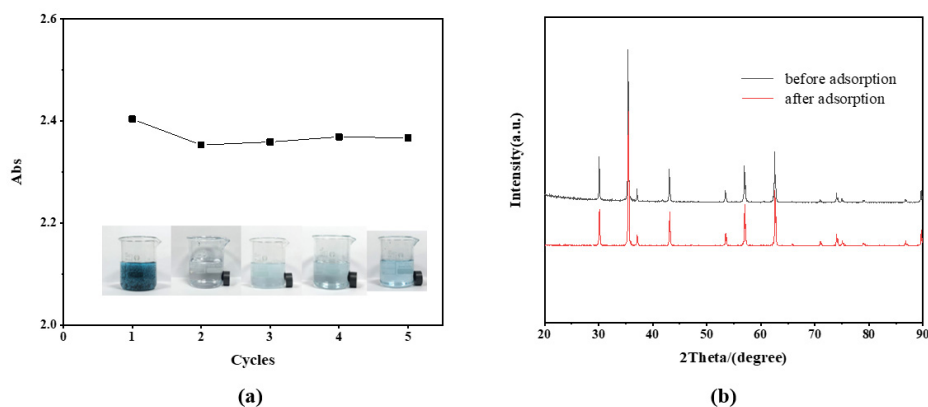 2.6
2.4
2.2
2.0
Abs
0 1 2 3 4 5
Cycles
(a)
Intensity(a.u.)
before adsorption
after adsorption
20 30 40 50 60 70 80 90
2Theta/(degree)
(b)